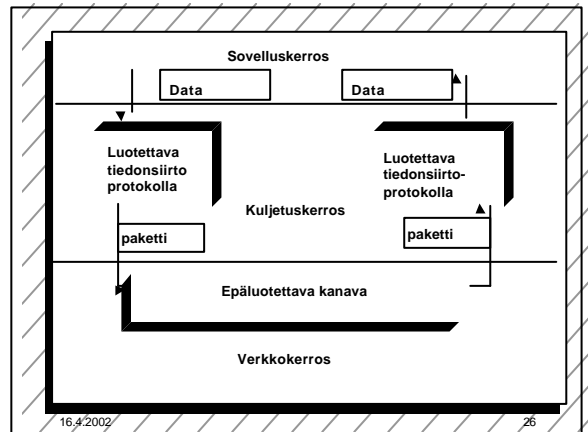 Sovelluskerros
Data
Data
Luotettava
tiedonsiirto
protokolla
Luotettava
tiedonsiirto-
protokolla
Kuljetuskerros
paketti
paketti
Epäluotettava kanava
Verkkokerros
16.4.2002
26